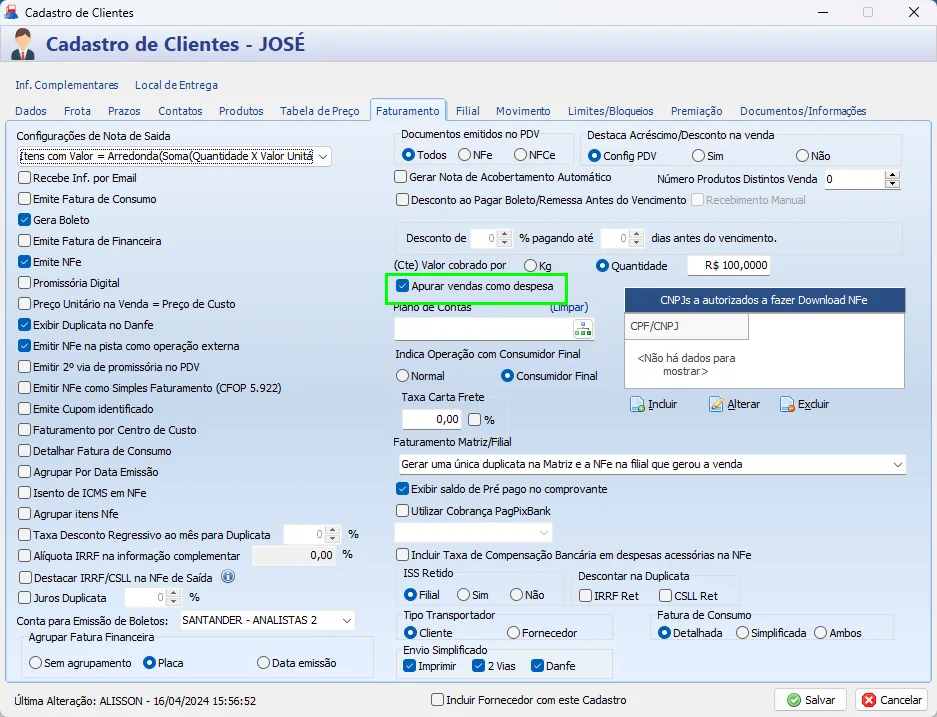 Cadastro de Clientes
Cadastro de Clientes - JOSÉ
Inf. Complementares Local de Entrega
Dados Frota Prazos Contatos Produtos Tabela de Preço Faturamento Filial Movimento Limites/Bloqueios Premiação Documentos/Informações
Configurações de Nota de Saida
Itens com Valor = Arredonda(Soma(Quantidade X Valor Unitá
Recebe Inf. por Email
Emite Fatura de Consumo
Gera Boleto
Emite Fatura de Financeira
Emite NFe
Promissória Digital
Preço Unitário na Venda = Preço de Custo
Exibir Duplicata no Danfe
Emitir NFe na pista como operação externa
Emitir 2º via de promissória no PDV
Emitir NFe como Simples Faturamento (CFOP 5.922)
Emite Cupom identificado
Faturamento por Centro de Custo
Detalhar Fatura de Consumo
Agrupar Por Data Emissão
Isento de ICMS em NFe
Agrupar itens Nfe
Taxa Desconto Regressivo ao mês para Duplicata 0 %
Alíquota IRRF na informação complementar 0,00 %
Destacar IRRF/CSLL na NFe de Saída
Juros Duplicata 0 %
Conta para Emissão de Boletos: SANTANDER - ANALISTAS 2
Agrupar Fatura Financeira
Sem agrupamento Placa Data emissão
Documentos emitidos no PDV
Todos NFe NFCe
Destaca Acréscimo/Desconto na venda
Config PDV Sim Não
Gerar Nota de Acobertamento Automático
Número Produtos Distintos Venda 0
Desconto ao Pagar Boleto/Remessa Antes do Vencimento Recebimento Manual
Desconto de 0 % pagando até 0 dias antes do vencimento.
(Cte) Valor cobrado por Kg Quantidade R$ 100,0000
Apurar vendas como despesa
Plano de Contas (Limpar)
Indica Operação com Consumidor Final
Normal Consumidor Final
Taxa Carta Frete
0,00 %
CNPJs a autorizados a fazer Download NFe
CPF/CNPJ
<Não há dados para
mostrar>
Incluir Alterar Excluir
Faturamento Matriz/Filial
Gerar uma única duplicata na Matriz e a NFe na filial que gerou a venda
Exibir saldo de Pré pago no comprovante
Utilizar Cobrança PagPixBank
Incluir Taxa de Compensação Bancária em despesas acessórias na NFe
ISS Retido
Filial Sim Não
Descontar na Duplicata
IRRF Ret CSLL Ret
Tipo Transportador
Cliente Fornecedor
Fatura de Consumo
Detalhada Simplificada Ambos
Envio Simplificado
Imprimir 2 Vias Danfe
Última Alteração: ALISSON - 16/04/2024 15:56:52
Incluir Fornecedor com este Cadastro
Salvar Cancelar